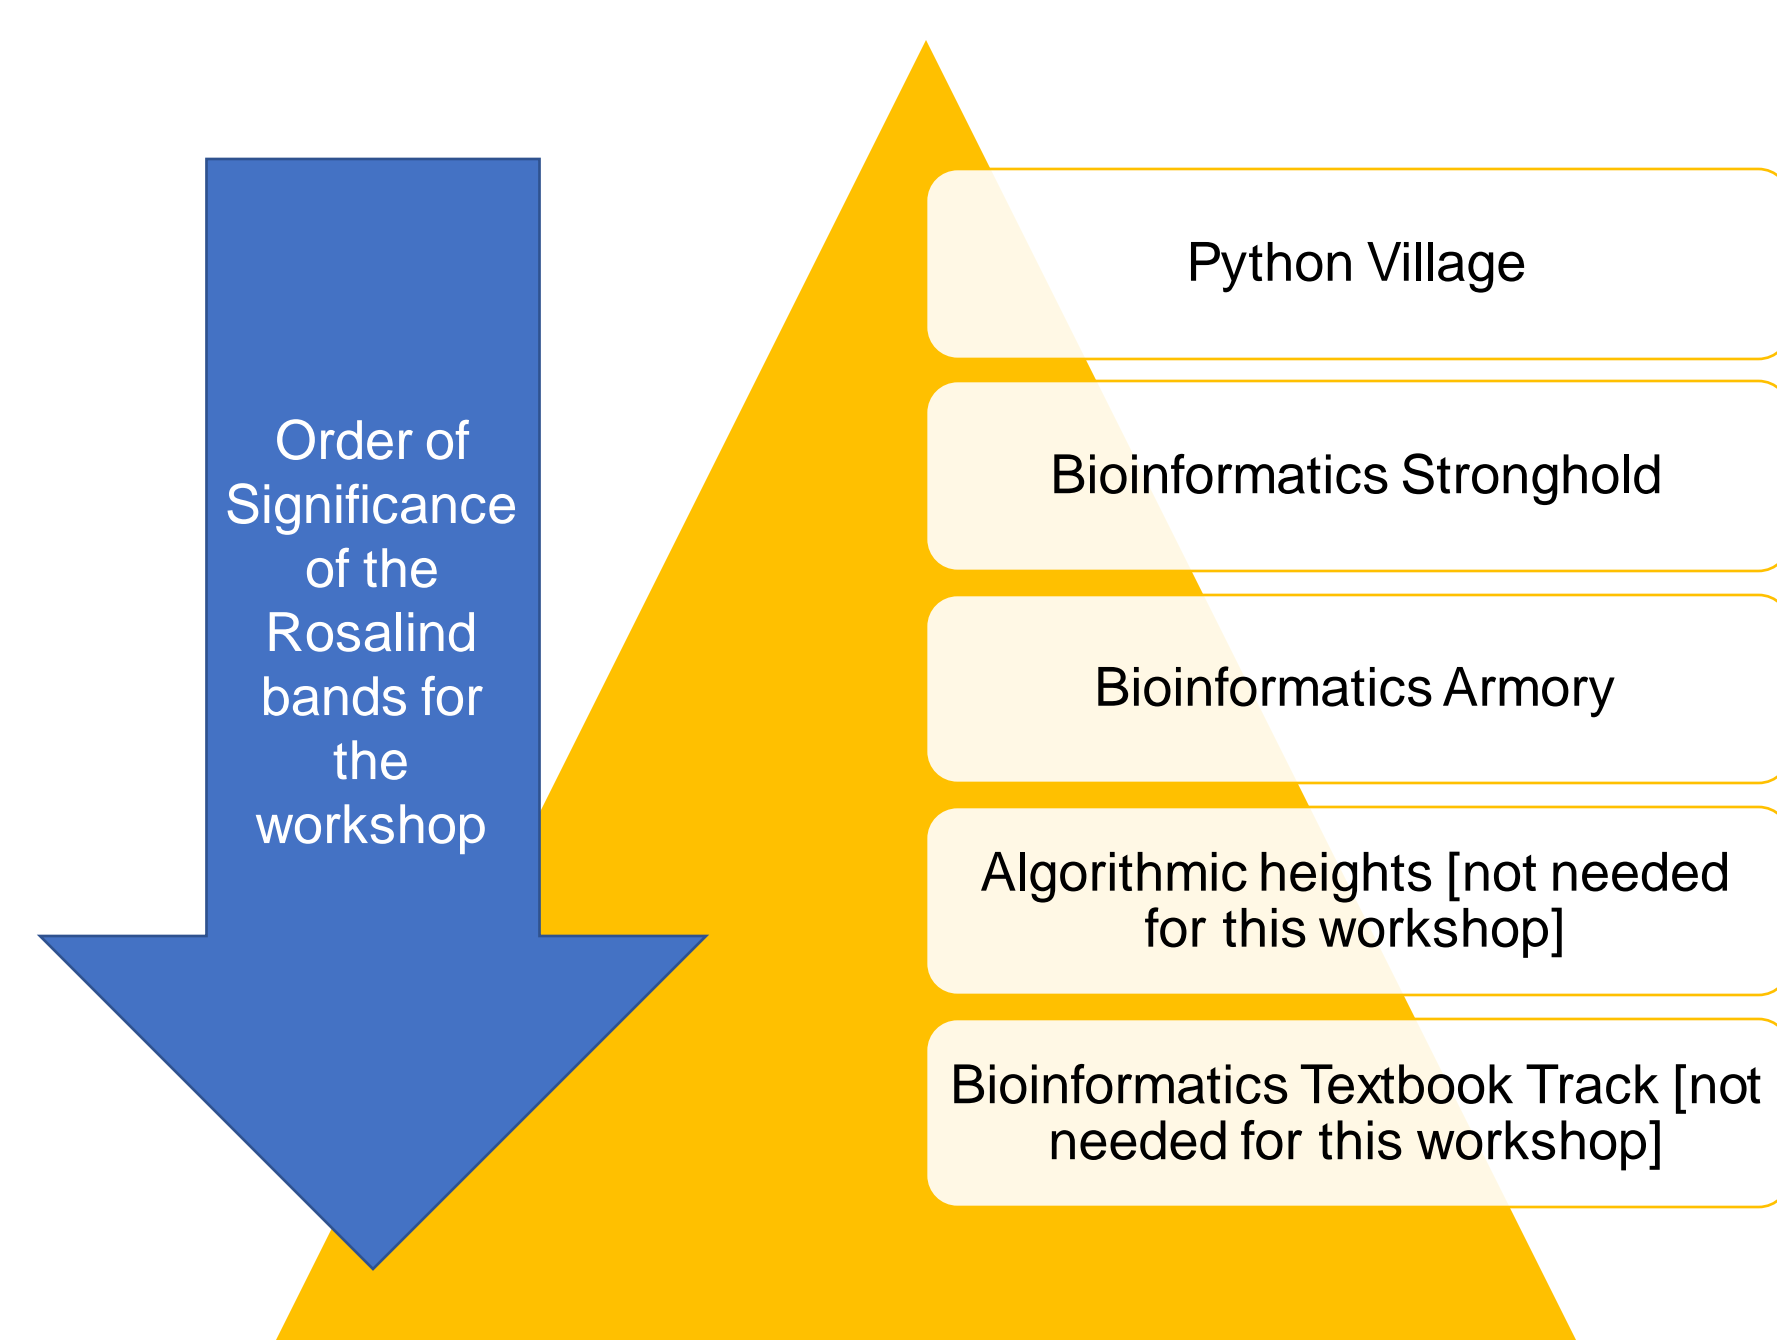 Order of
Significance
of the
Rosalind
bands for
the
workshop
Python Village
Bioinformatics Stronghold
Bioinformatics Armory
Algorithmic heights [not needed
for this workshop]
Bioinformatics Textbook Track [not
needed for this workshop]